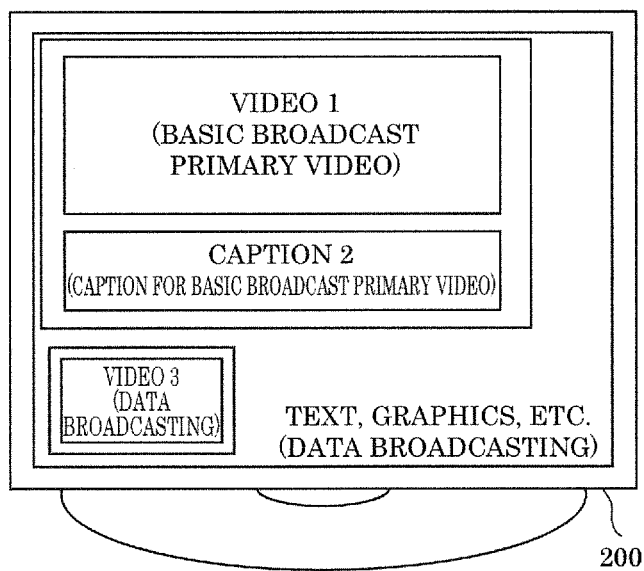 VIDEO 1
(BASIC BROADCAST
PRIMARY VIDEO)
CAPTION 2
(CAPTION FOR BASIC BROADCAST PRIMARY VIDEO)
VIDEO 3
(DATA
BROADCASTING)
TEXT, GRAPHICS, ETC.
(DATA BROADCASTING)
200